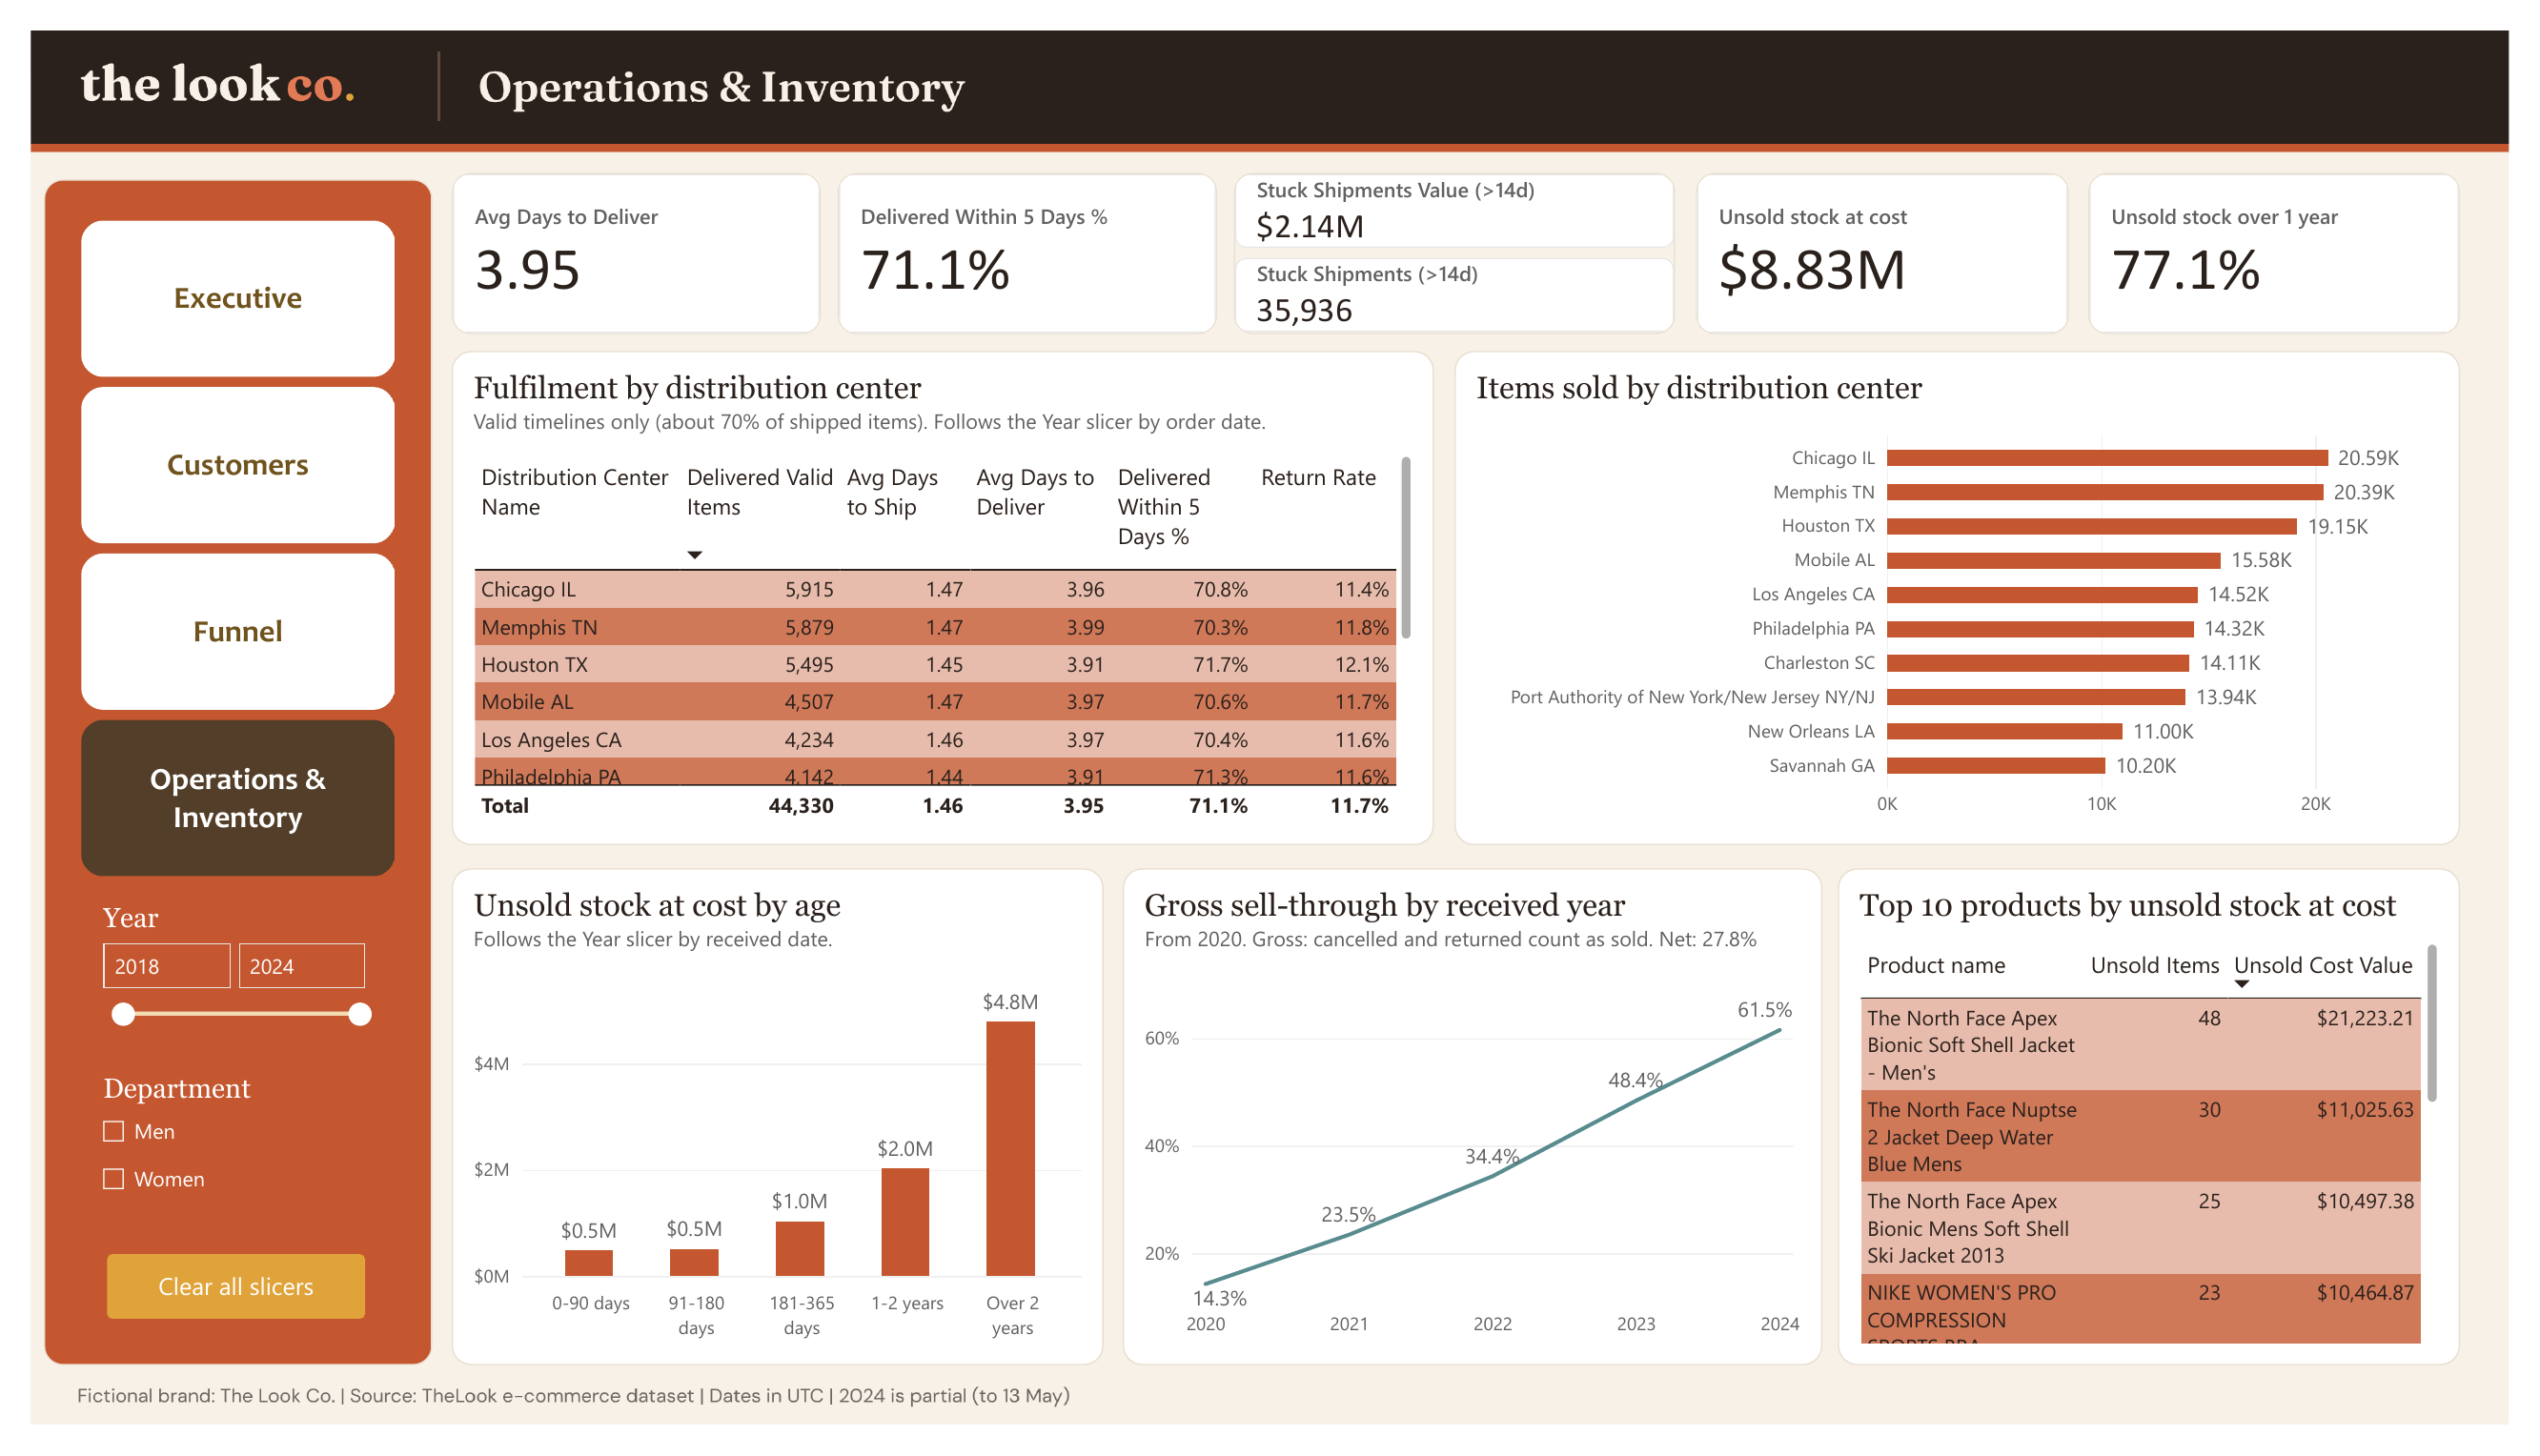 the look co.
Operations & Inventory
Executive
Customers
Funnel
Operations &
Inventory
Year
2018 2024
Department
Men
Women
Clear all slicers
Avg Days to Deliver
3.95
Delivered Within 5 Days %
71.1%
Stuck Shipments Value (>14d)
$2.14M
Stuck Shipments (>14d)
35,936
Unsold stock at cost
$8.83M
Unsold stock over 1 year
77.1%
Fulfilment by distribution center
Valid timelines only (about 70% of shipped items). Follows the Year slicer by order date.
Distribution Center Delivered Valid Avg Days Avg Days to Delivered Return Rate
Name Items to Ship Deliver Within 5
Days %
Chicago IL 5,915 1.47 3.96 70.8% 11.4%
Memphis TN 5,879 1.47 3.99 70.3% 11.8%
Houston TX 5,495 1.45 3.91 71.7% 12.1%
Mobile AL 4,507 1.47 3.97 70.6% 11.7%
Los Angeles CA 4,234 1.46 3.97 70.4% 11.6%
Philadelphia PA 4,142 1.44 3.91 71.3% 11.6%
Total 44,330 1.46 3.95 71.1% 11.7%
Items sold by distribution center
Chicago IL 20.59K
Memphis TN 20.39K
Houston TX 19.15K
Mobile AL 15.58K
Los Angeles CA 14.52K
Philadelphia PA 14.32K
Charleston SC 14.11K
Port Authority of New York/New Jersey NY/NJ 13.94K
New Orleans LA 11.00K
Savannah GA 10.20K
0K 10K 20K
Unsold stock at cost by age
Follows the Year slicer by received date.
$4.8M
$4M
$2.0M
$2M
$1.0M
$0.5M $0.5M
$0M
0-90 days 91-180 181-365 1-2 years Over 2
days days years
Gross sell-through by received year
From 2020. Gross: cancelled and returned count as sold. Net: 27.8%
61.5%
60%
48.4%
40%
34.4%
23.5%
20%
14.3%
2020 2021 2022 2023 2024
Top 10 products by unsold stock at cost
Product name Unsold Items Unsold Cost Value
The North Face Apex 48 $21,223.21
Bionic Soft Shell Jacket
- Men's
The North Face Nuptse 30 $11,025.63
2 Jacket Deep Water
Blue Mens
The North Face Apex 25 $10,497.38
Bionic Mens Soft Shell
Ski Jacket 2013
NIKE WOMEN'S PRO 23 $10,464.87
COMPRESSION
Fictional brand: The Look Co. | Source: TheLook e-commerce dataset | Dates in UTC | 2024 is partial (to 13 May)